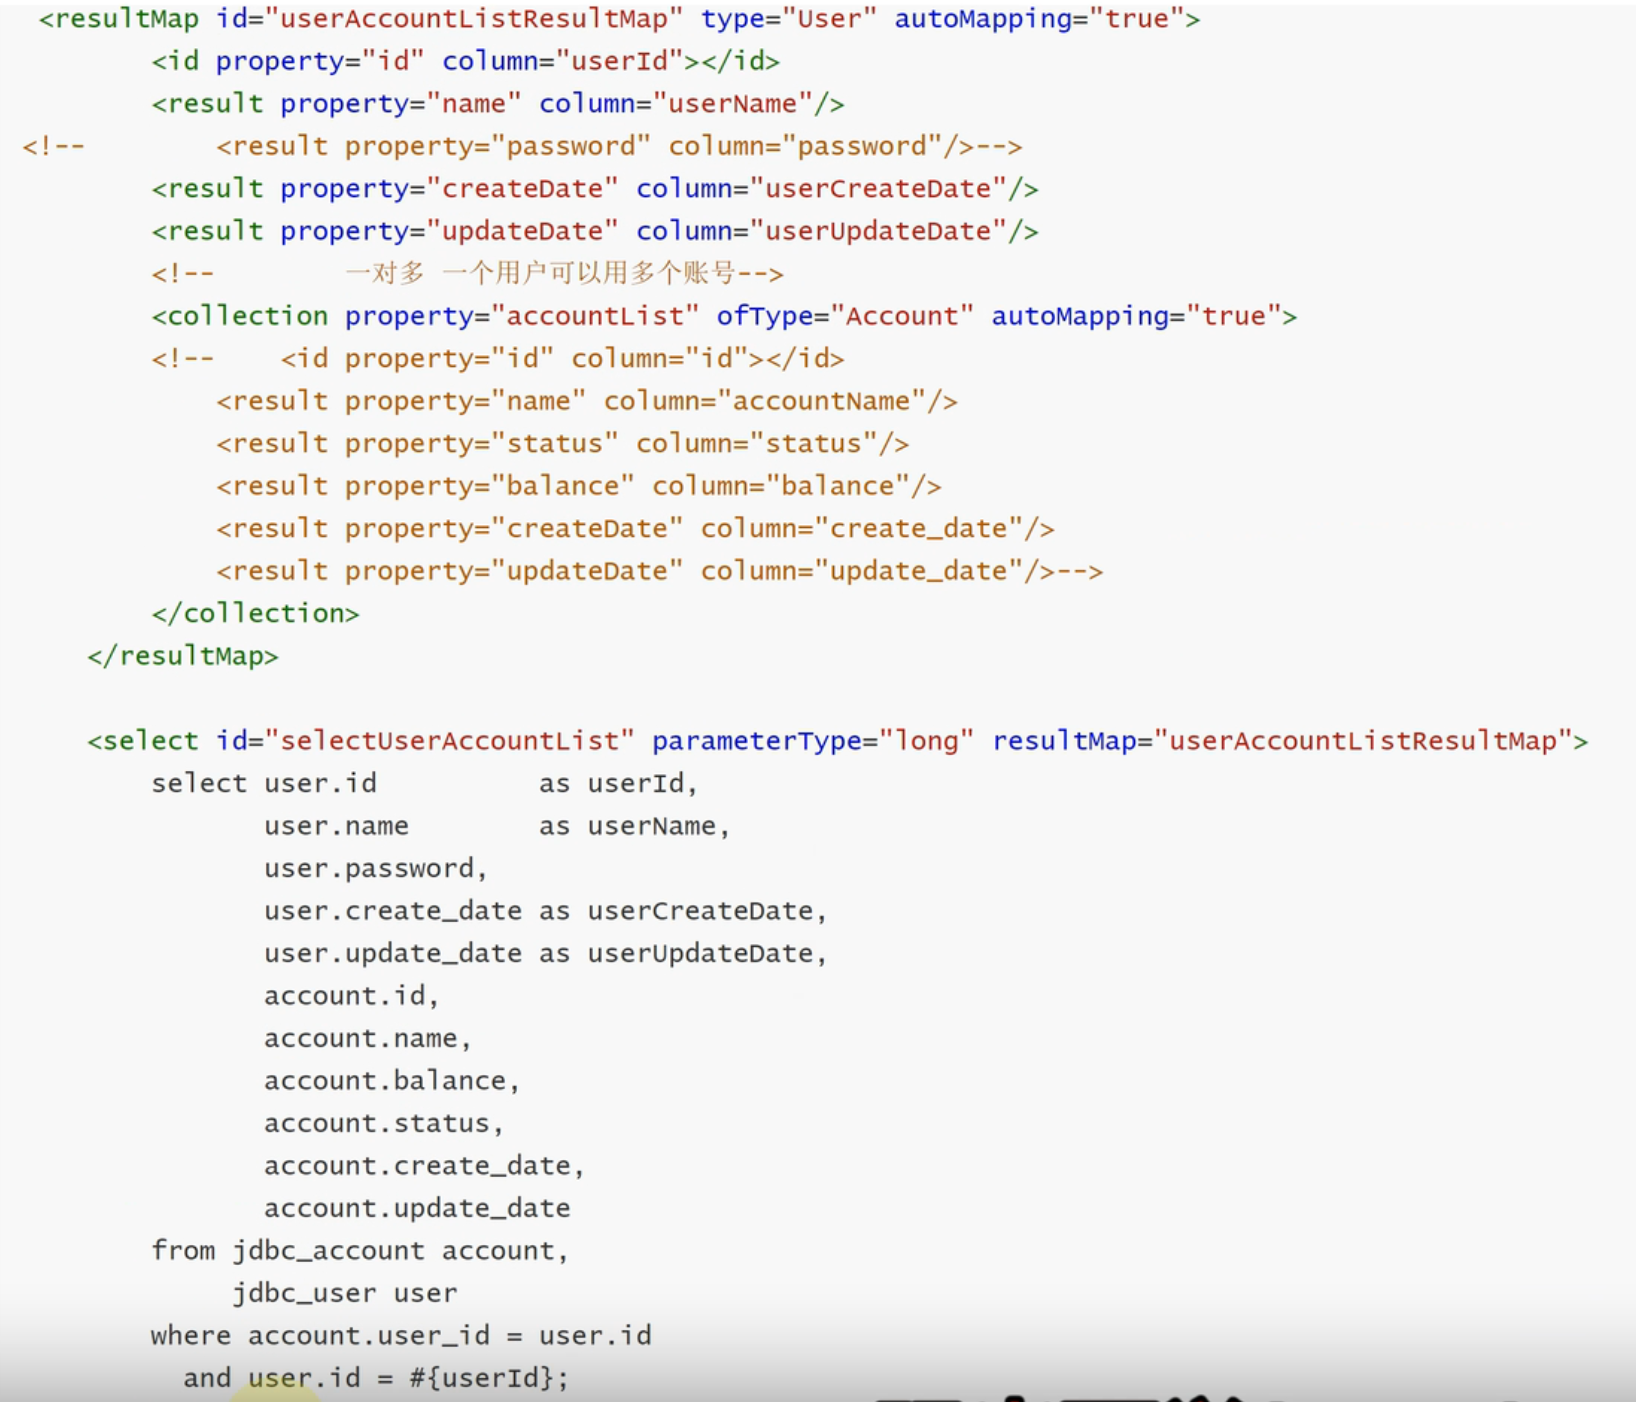 <resultMap id="userAccountListResultMap" type="User" autoMapping="true">
<id property="id" column="userId"></id>
<result property="name" column="userName"/>
<!-- <result property="password" column="password"/>-->
<result property="createDate" column="userCreateDate"/>
<result property="updateDate" column="userUpdateDate"/>
<!-- 一对多 一个用户可以用多个账号-->
<collection property="accountList" ofType="Account" autoMapping="true">
<!-- <id property="id" column="id"></id>
<result property="name" column="accountName"/>
<result property="status" column="status"/>
<result property="balance" column="balance"/>
<result property="createDate" column="create_date"/>
<result property="updateDate" column="update_date"/>-->
</collection>
</resultMap>
<select id="selectUserAccountList" parameterType="long" resultMap="userAccountListResultMap">
select user.id as userId,
user.name as userName,
user.password,
user.create_date as userCreateDate,
user.update_date as userUpdateDate,
account.id,
account.name,
account.balance,
account.status,
account.create_date,
account.update_date
from jdbc_account account,
jdbc_user user
where account.user_id = user.id
and user.id = #{userId};